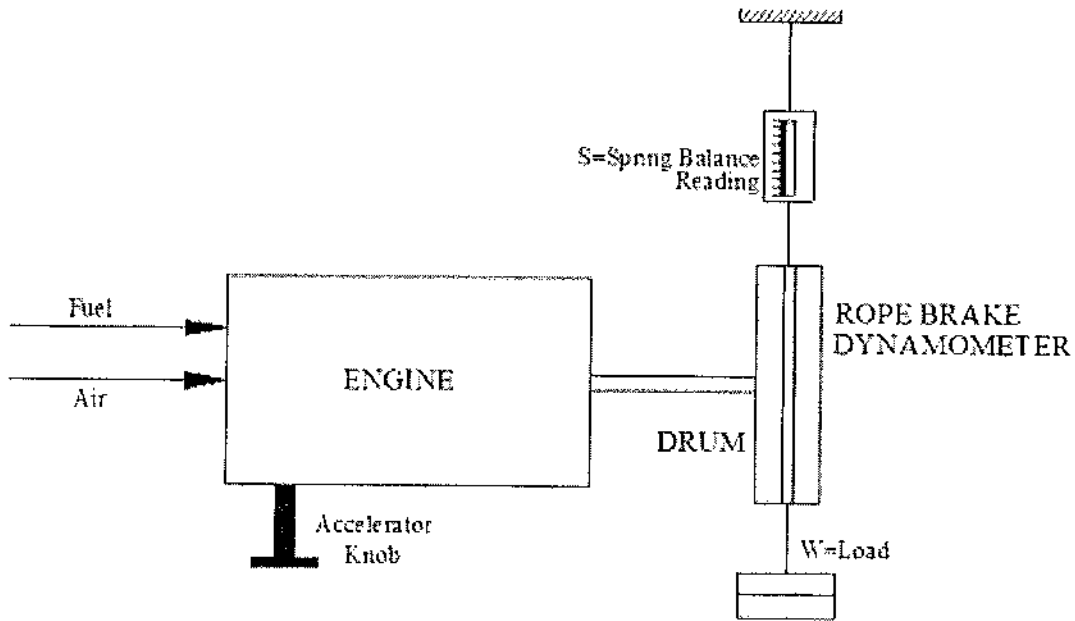 S=Spring Balance
Reading
Fuel
Air
ENGINE
ROPE BRAKE
DYNAMOMETER
DRUM
Accelerator
Knob
W=Load